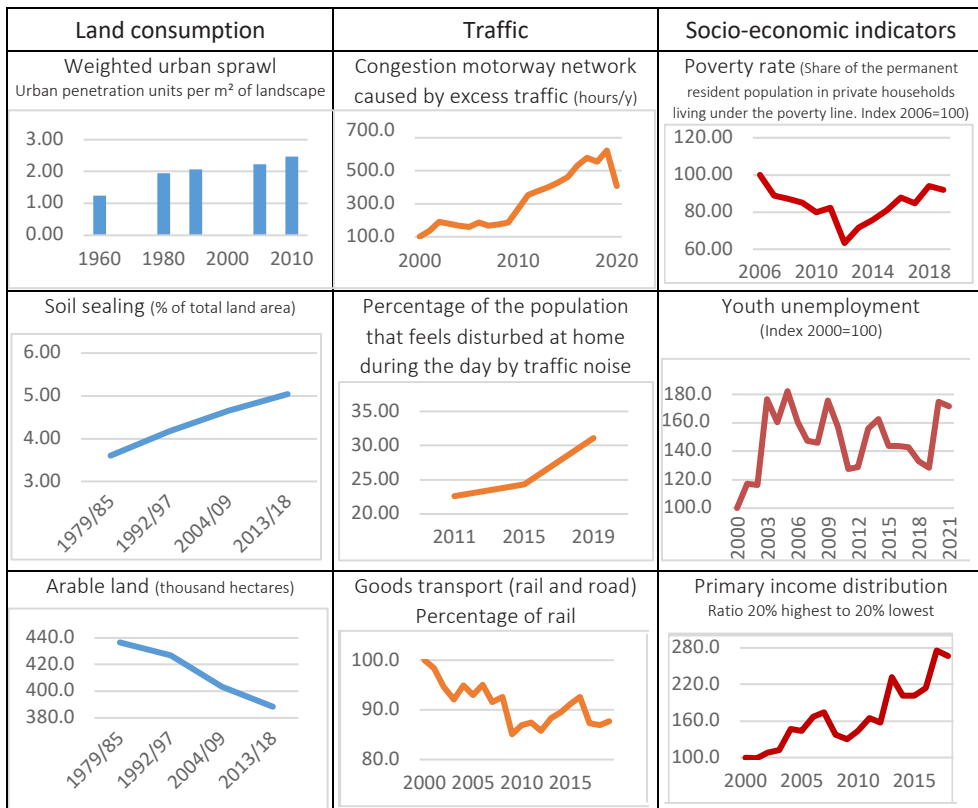 Land consumption
Traffic
Socio-economic indicators
Weighted urban sprawl
Urban penetration units per m² of landscape
3.00
2.00
1.00
0.00
1960 1980 2000 2010
Congestion motorway network
caused by excess traffic (hours/y)
700.0
500.0
300.0
100.0
2000 2010 2020
Poverty rate (Share of the permanent
resident population in private households
living under the poverty line. Index 2006=100)
120.00
100.00
80.00
60.00
2006 2010 2014 2018
Soil sealing (% of total land area)
6.00
5.00
4.00
3.00
1979/85 1992/97 2004/09 2013/18
Percentage of the population
that feels disturbed at home
during the day by traffic noise
35.00
30.00
25.00
20.00
2011 2015 2019
Youth unemployment
(Index 2000=100)
180.0
160.0
140.0
120.0
100.0
2000 2003 2006 2009 2012 2015 2018 2021
Arable land (thousand hectares)
440.0
420.0
400.0
380.0
1979/85 1992/97 2004/09 2013/18
Goods transport (rail and road)
Percentage of rail
100.0
90.0
80.0
2000 2005 2010 2015
Primary income distribution
Ratio 20% highest to 20% lowest
280.0
220.0
160.0
100.0
2000 2005 2010 2015